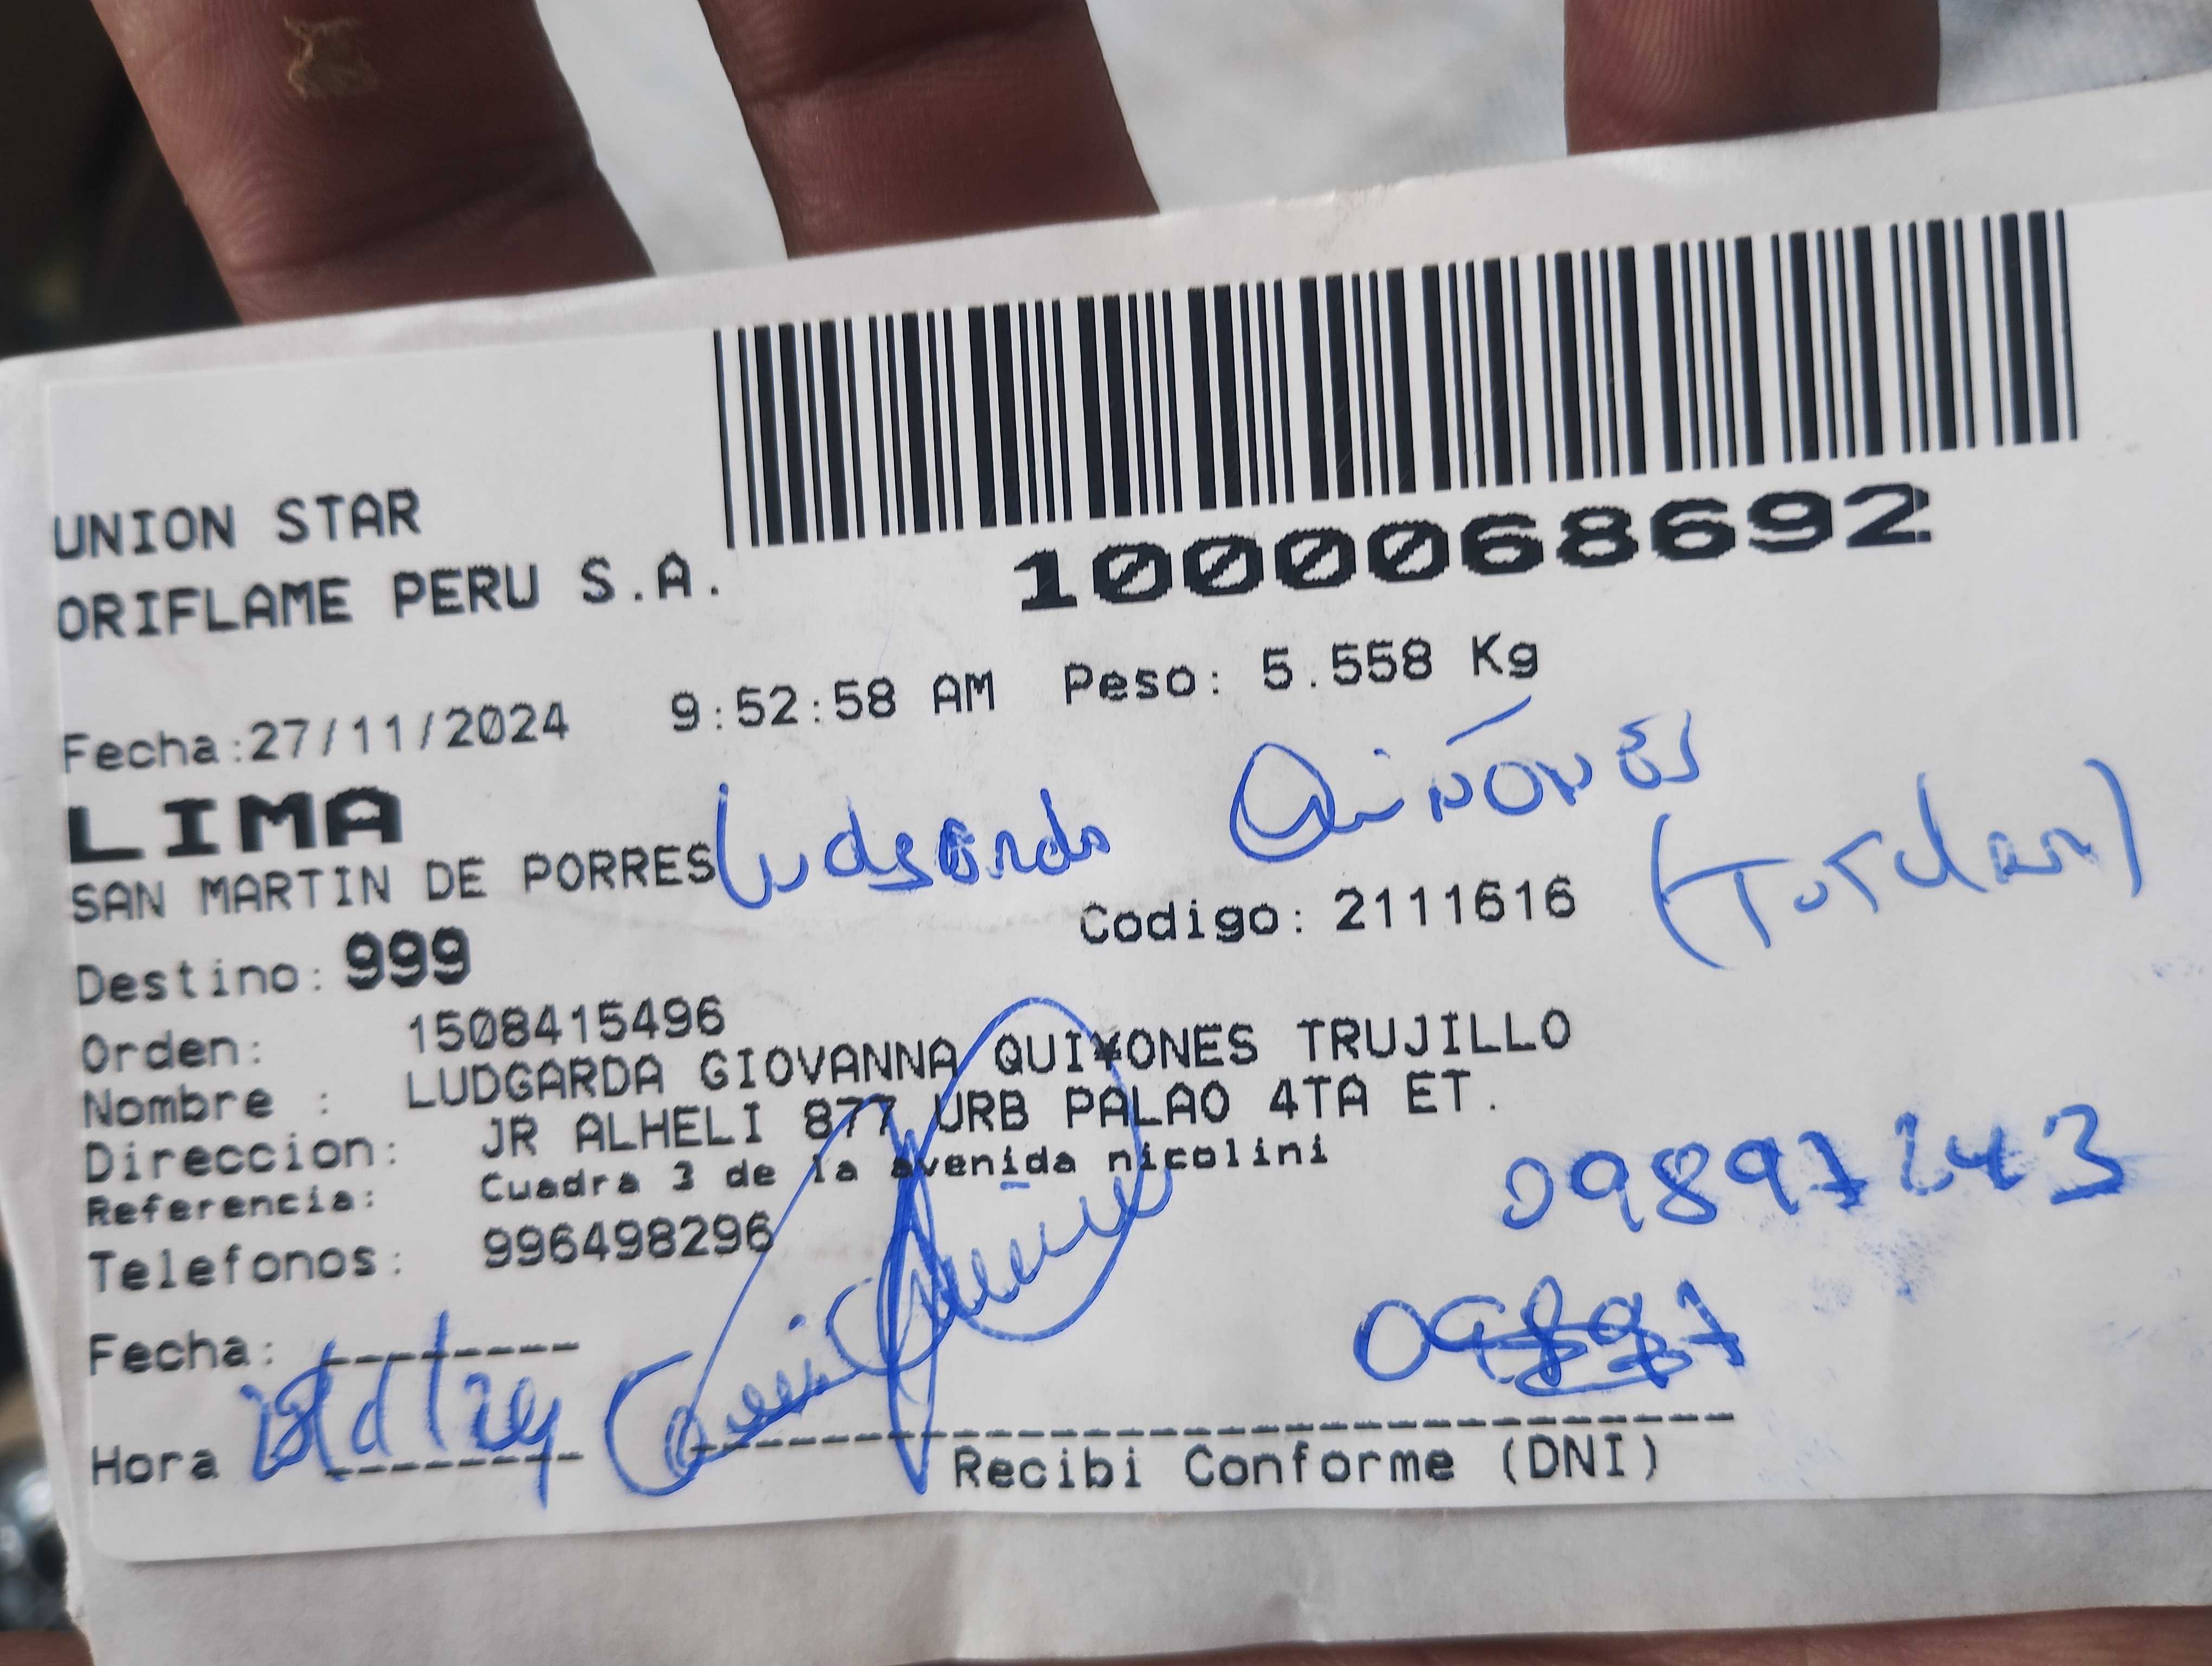 UNION STAR
ORIFLAME PERU S.A.
1000068692
Fecha:27/11/2024 9:52:58 AM Peso: 5.558 Kg
LIMA
Ludgarda QUIÑONES
SAN MARTIN DE PORRES
(Titular)
Destino: 999 Codigo: 2111616
Orden: 1508415496
Nombre : LUDGARDA GIOVANNA QUI¥ONES TRUJILLO
Direccion: JR ALHELI 877 URB PALAO 4TA ET.
Referencia: Cuadra 3 de la avenida nicolini
Telefonos: 996498296
Fecha:
Hora
Recibi Conforme (DNI)